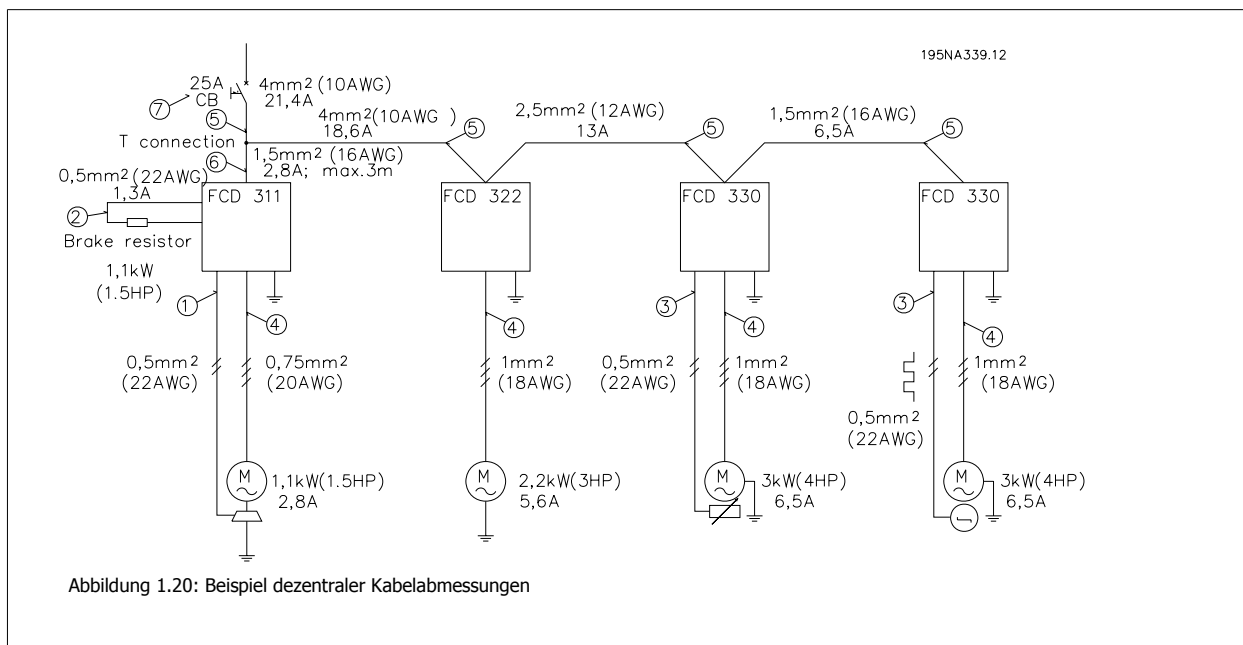 195NA339.12
25A
CB
4mm² (10AWG)
21,4A
7
5
T connection
4mm²(10AWG )
18,6A
5
2,5mm² (12AWG)
13A
5
1,5mm² (16AWG)
6,5A
5
6
1,5mm² (16AWG)
2,8A; max.3m
0,5mm² (22AWG)
1,3A
2
Brake resistor
FCD 311
FCD 322
FCD 330
FCD 330
1,1kW
(1.5HP)
1
4
4
3
4
3
4
0,5mm²
(22AWG)
0,75mm²
(20AWG)
1mm²
(18AWG)
0,5mm²
(22AWG)
1mm²
(18AWG)
0,5mm²
(22AWG)
1mm²
(18AWG)
M
1,1kW(1.5HP)
2,8A
M
2,2kW(3HP)
5,6A
M
3kW(4HP)
6,5A
M
3kW(4HP)
6,5A
Abbildung 1.20: Beispiel dezentraler Kabelabmessungen